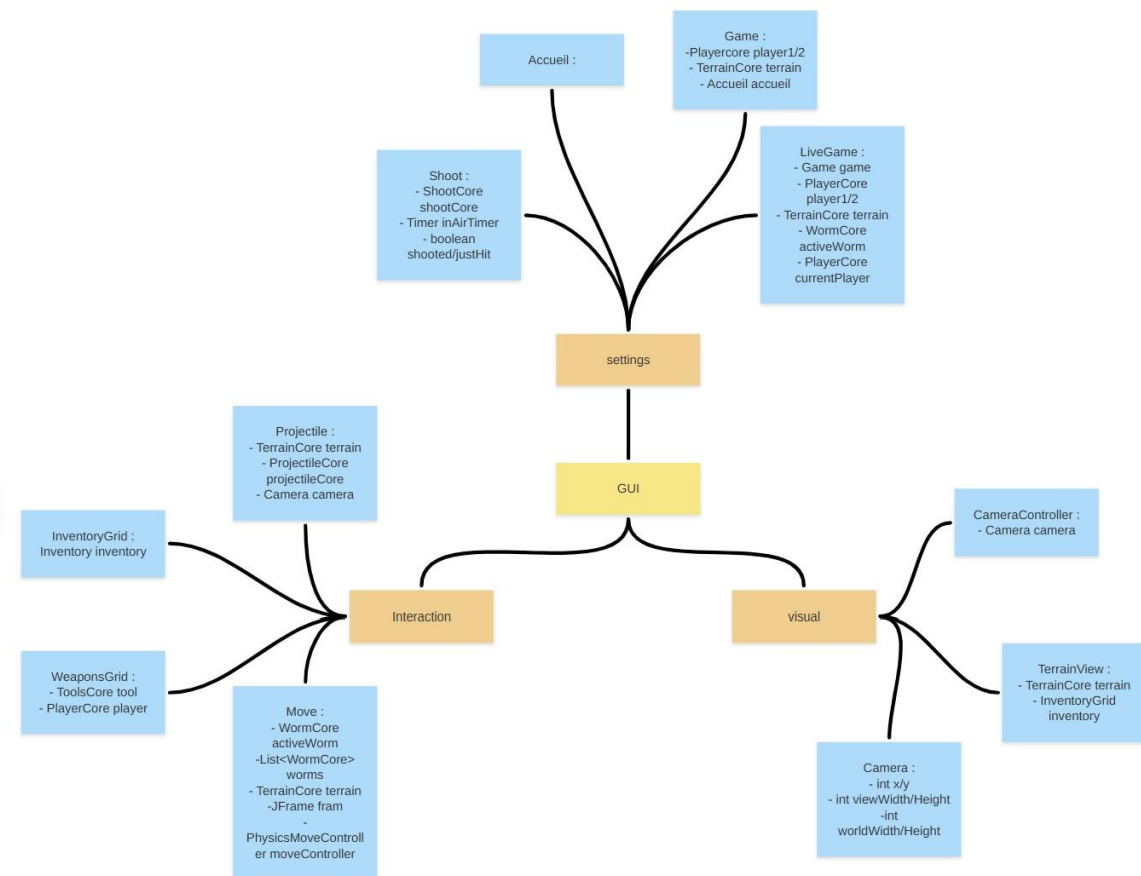 Accueil :
Game :
-Playercore player1/2
- TerrainCore terrain
- Accueil accueil
Shoot :
- ShootCore
shootCore
- Timer inAirTimer
- boolean
shooted/justHit
LiveGame :
- Game game
- PlayerCore
player1/2
- TerrainCore terrain
- WormCore
activeWorm
- PlayerCore
currentPlayer
settings
Projectile :
- TerrainCore terrain
- ProjectileCore
projectileCore
- Camera camera
GUI
InventoryGrid :
Inventory inventory
CameraController :
- Camera camera
Interaction
visual
WeaponsGrid :
- ToolsCore tool
- PlayerCore player
TerrainView :
- TerrainCore terrain
- InventoryGrid
inventory
Move :
- WormCore
activeWorm
-List<WormCore>
worms
- TerrainCore terrain
-JFrame fram
-
PhysicsMoveControll
er moveController
Camera :
- int x/y
- int viewWidth/Height
-int
worldWidth/Height